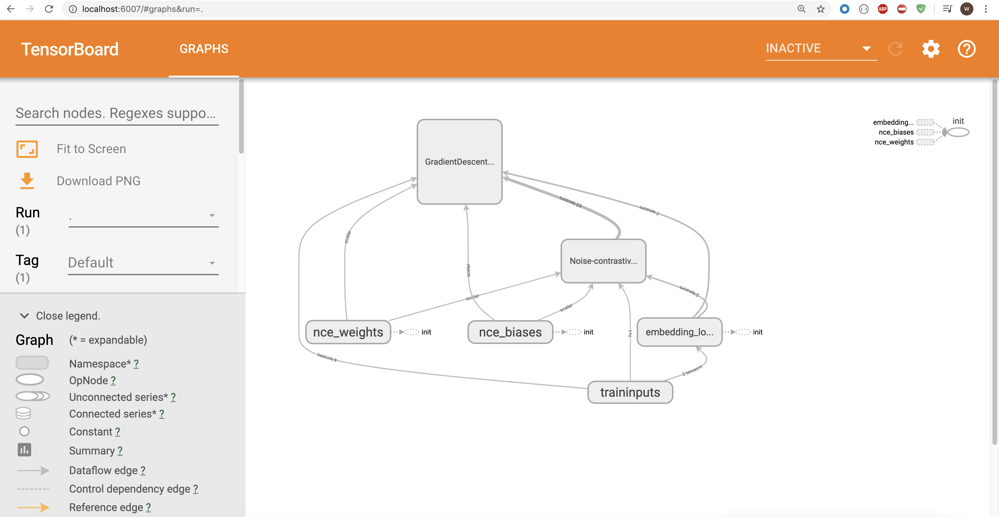 localhost:6007/#graphs&run=.
ABP
W
TensorBoard
GRAPHS
INACTIVE
Search nodes. Regexes suppo...
Fit to Screen
Download PNG
Run
(1)
.
Tag
(1)
Default
Close legend.
Graph (* = expandable)
Namespace* ?
OpNode ?
Unconnected series* ?
Connected series* ?
Constant ?
Summary ?
Dataflow edge ?
Control dependency edge ?
Reference edge ?
embedding...
nce_biases
nce_weights
init
GradientDescent...
63 tensors
7 tensors
scalar
scalar
Noise-contrastiv...
scalar
scalar
2 tensors
nce_weights
init
nce_biases
init
?×1
embedding_lo...
init
4 tensors
2 tensors
traininputs